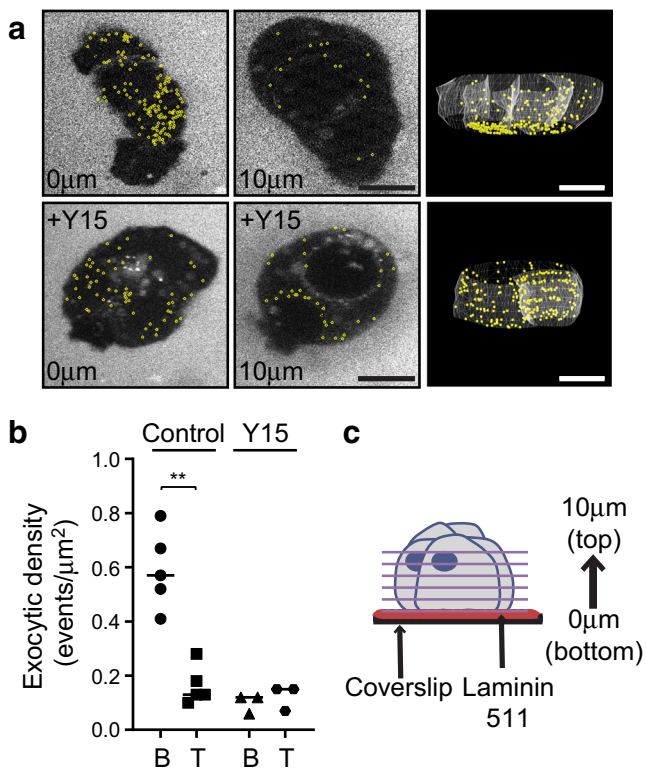 a
0μm
10μm
+Y15
0μm
+Y15
10μm
b
Control Y15
**
Exocytic density
(events/μm²)
1.0
0.8
0.6
0.4
0.2
0.0
B T B T
c
10μm
(top)
0μm
(bottom)
Coverslip Laminin
511